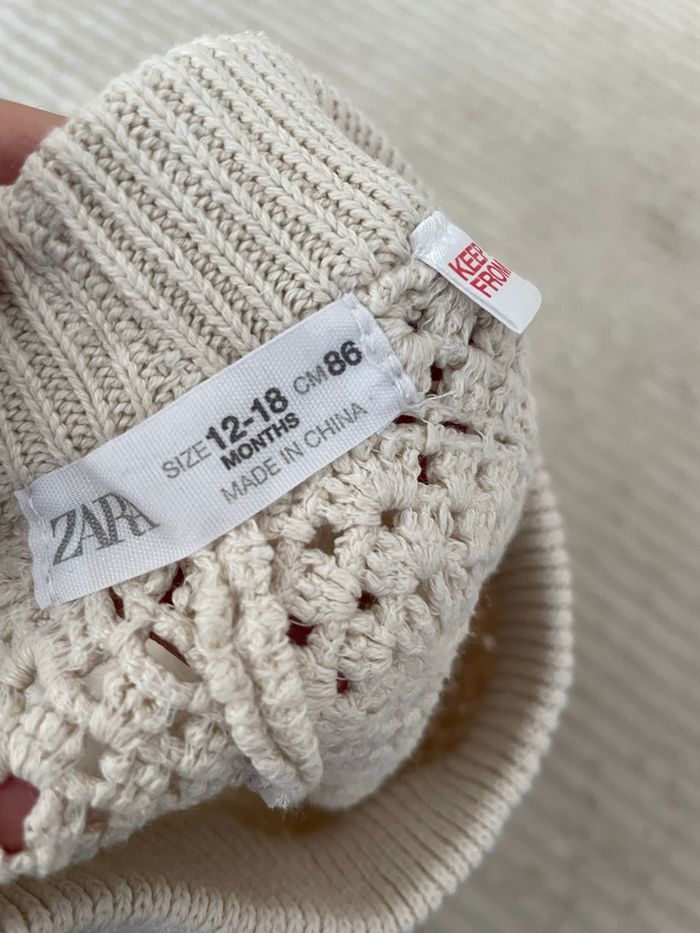 ZARA
SIZE 12-18 CM 86
MONTHS
MADE IN CHINA
KEEP
FROM